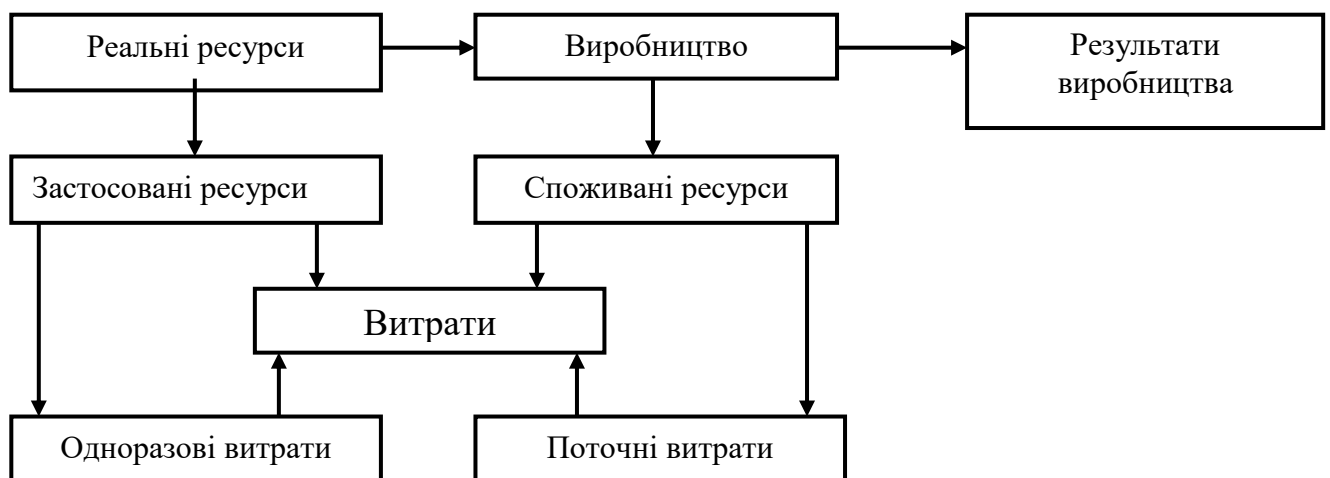 Реальні ресурси
Виробництво
Результати
виробництва
Застосовані ресурси
Споживані ресурси
Витрати
Одноразові витрати
Поточні витрати